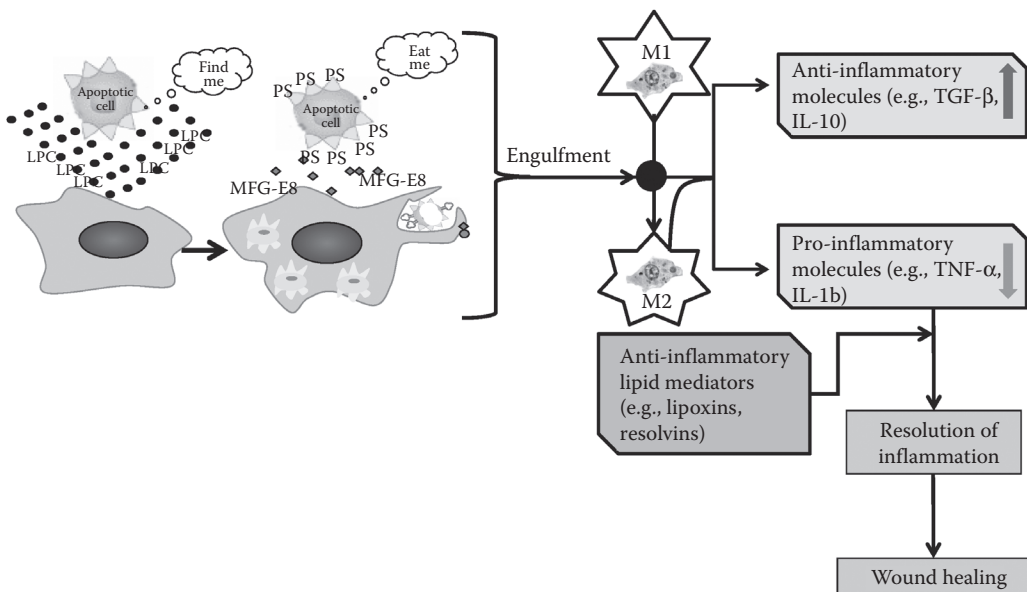 Find
me
Apoptotic
cell
LPC
LPC
LPC
LPC
LPC
Eat
me
PS
PS
PS
PS
Apoptotic
cell
PS
PS
PS
PS
MFG-E8
MFG-E8
Engulfment
M1
M2
Anti-inflammatory
molecules (e.g., TGF-β,
IL-10)
Pro-inflammatory
molecules (e.g., TNF-α,
IL-1b)
Anti-inflammatory
lipid mediators
(e.g., lipoxins,
resolvins)
Resolution of
inflammation
Wound healing